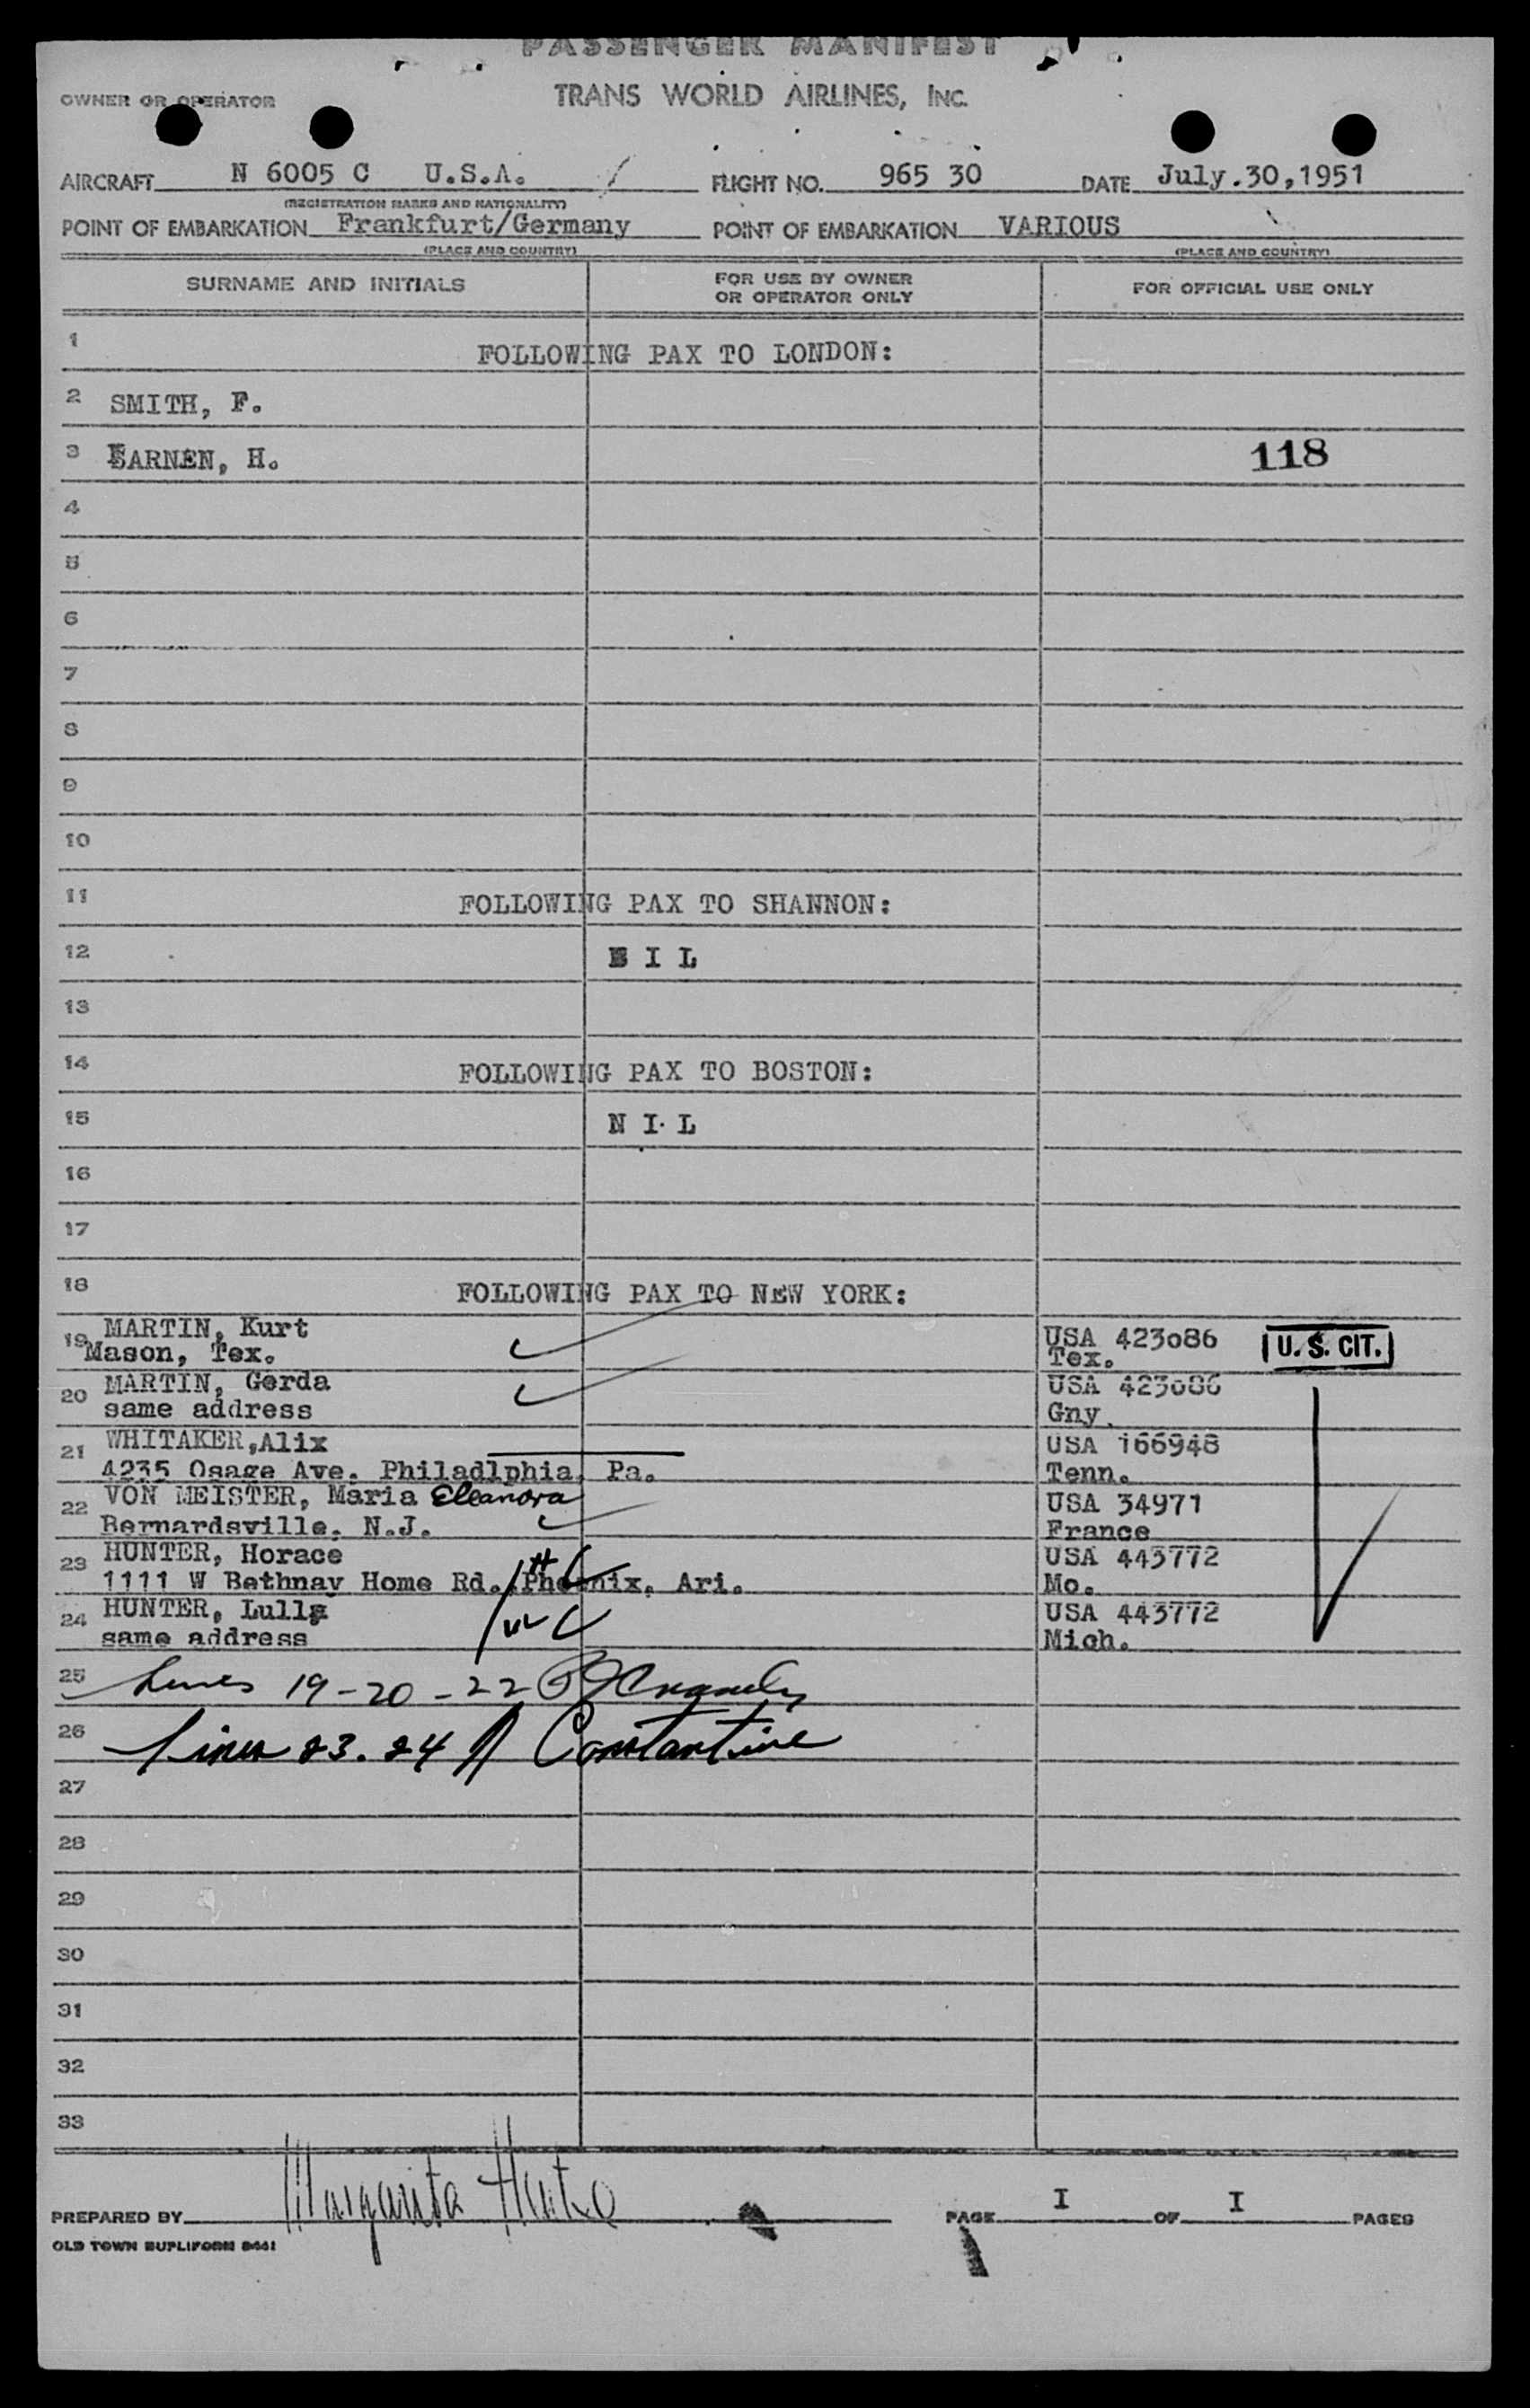 PASSENGER MANIFEST
TRANS WORLD AIRLINES, INC.
OWNER OR OPERATOR
AIRCRAFT N 6005 C U.S.A. FLIGHT NO. 965 30 DATE July.30,1951
(REGISTRATION MARKS AND NATIONALITY)
POINT OF EMBARKATION Frankfurt/Germany POINT OF EMBARKATION VARIOUS
(PLACE AND COUNTRY) (PLACE AND COUNTRY)
SURNAME AND INITIALS FOR USE BY OWNER OR OPERATOR ONLY FOR OFFICIAL USE ONLY
1 FOLLOWING PAX TO LONDON:
2 SMITH, F.
3 H. 118
4
5
6
7
8
9
10
11 FOLLOWING PAX TO SHANNON:
12 N I L
13
14 FOLLOWING PAX TO BOSTON:
15 N I L
16
17
18 FOLLOWING PAX TO NEW YORK:
19 MARTIN, Kurt USA 423086 U. S. CIT.
Mason, Tex. Tex.
20 MARTIN, Gerda USA 423086
same address Gny.
21 WHITAKER,Alix USA 166948
4235 Osage Ave. Philadlphia, Pa. Tenn.
22 VON MEISTER, Maria Eleanora USA 34971
Bernardsville. N.J. France
23 HUNTER, Horace USA 443772
1111 W Bethnay Home Rd. Phoenix. Ari. Mo.
24 HUNTER, USA 443772
same address Mich.
25 Lines 19-20-22
26 Lines 23.24 Constantine
27
28
29
30
31
32
33
PREPARED BY Margarita PAGE I OF I PAGES
OLD TOWN DUPLIFORM 8441